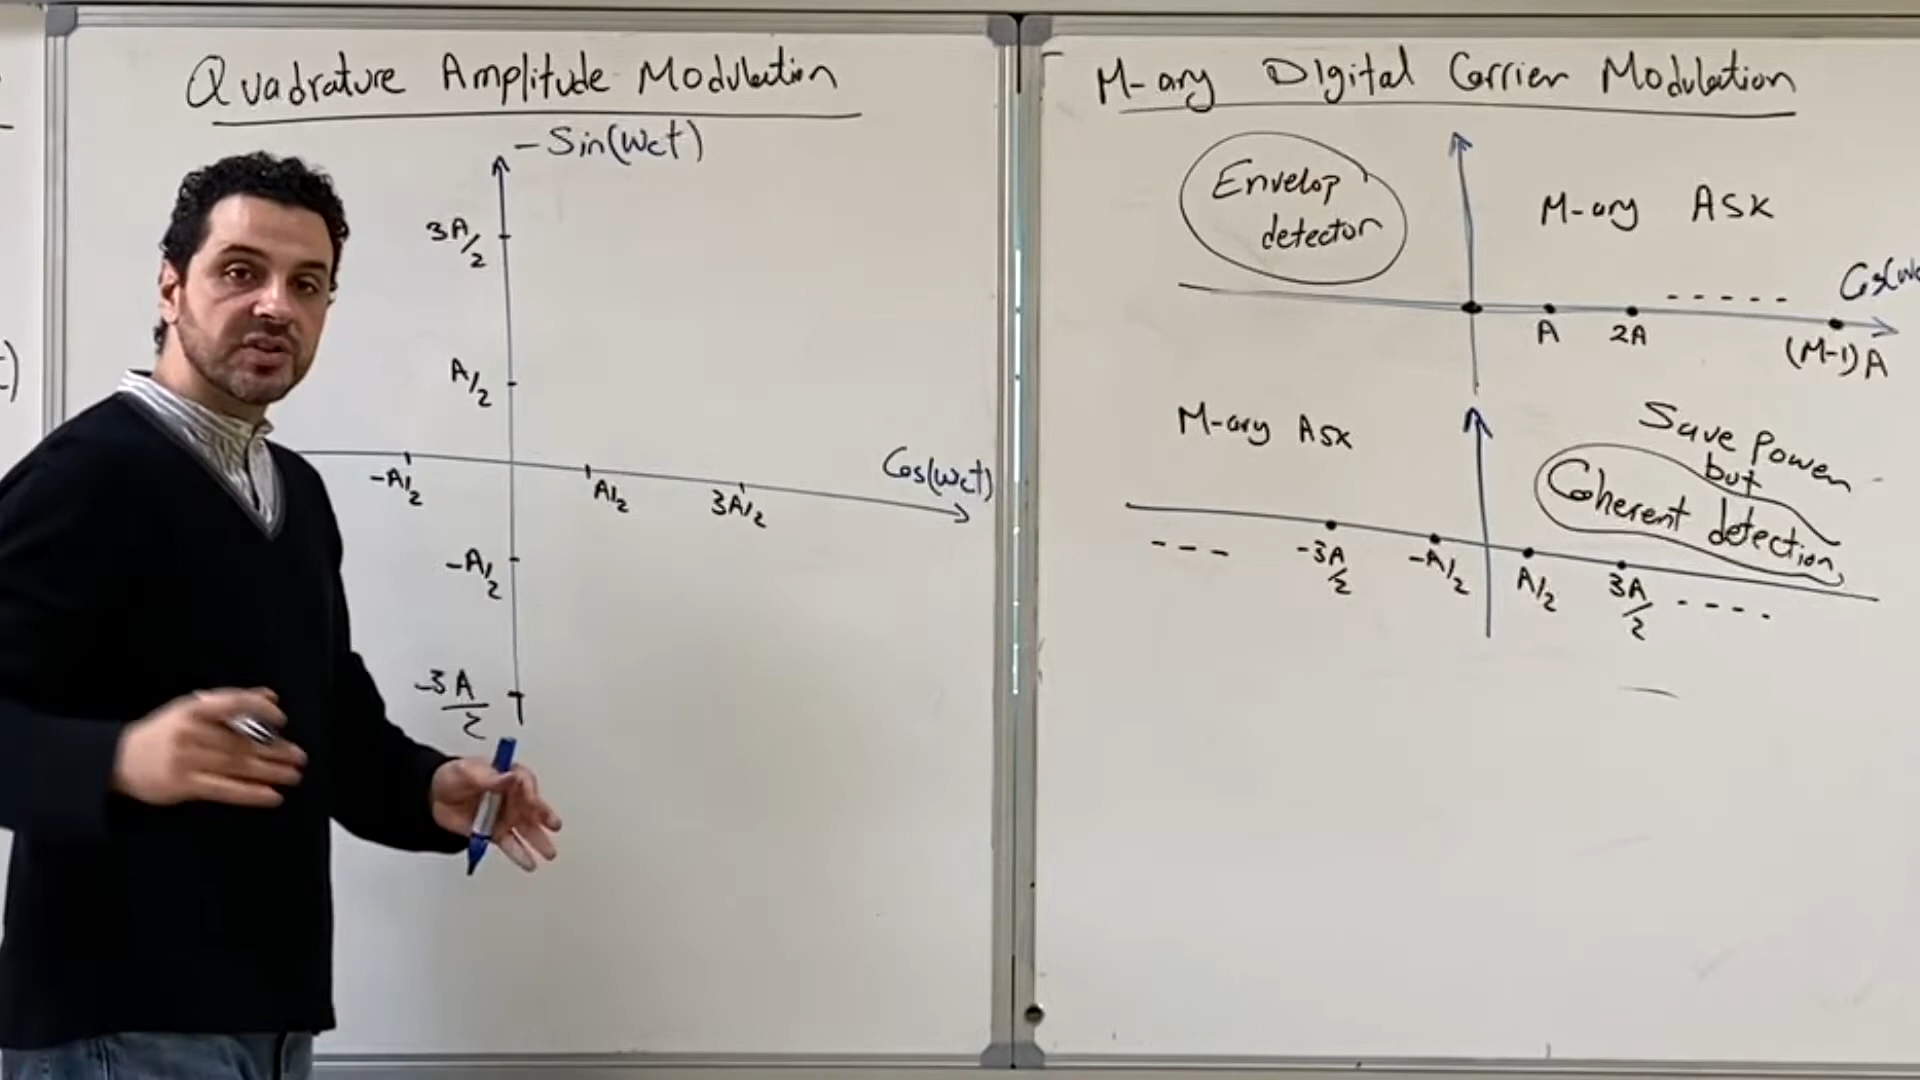 Quadrature Amplitude Modulation
-Sin(wct)
3A/2
A/2
Cos(wct)
-A/2
A/2
3A/2
-A/2
-3A/2
M-ary Digital Carrier Modulation
Envelop
detector
M-ary ASK
A
2A
-----
(M-1)A
M-ary ASK
Save Power
but
Coherent detection
---
-3A/2
-A/2
A/2
3A/2
----